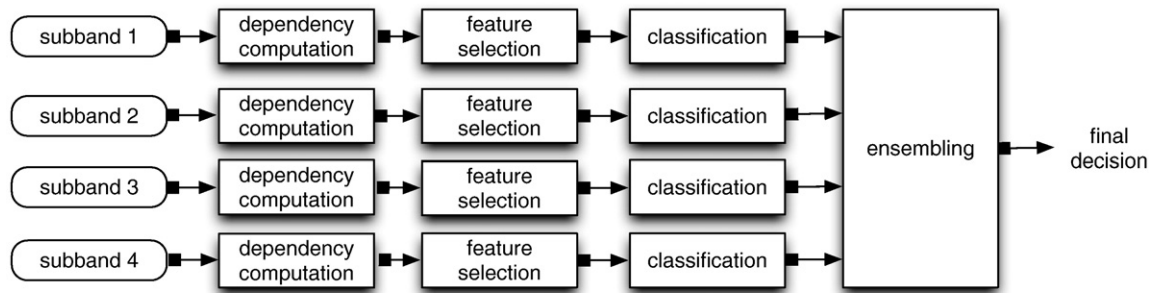 subband 1
dependency
computation
feature
selection
classification
subband 2
dependency
computation
feature
selection
classification
subband 3
dependency
computation
feature
selection
classification
subband 4
dependency
computation
feature
selection
classification
ensembling
final
decision